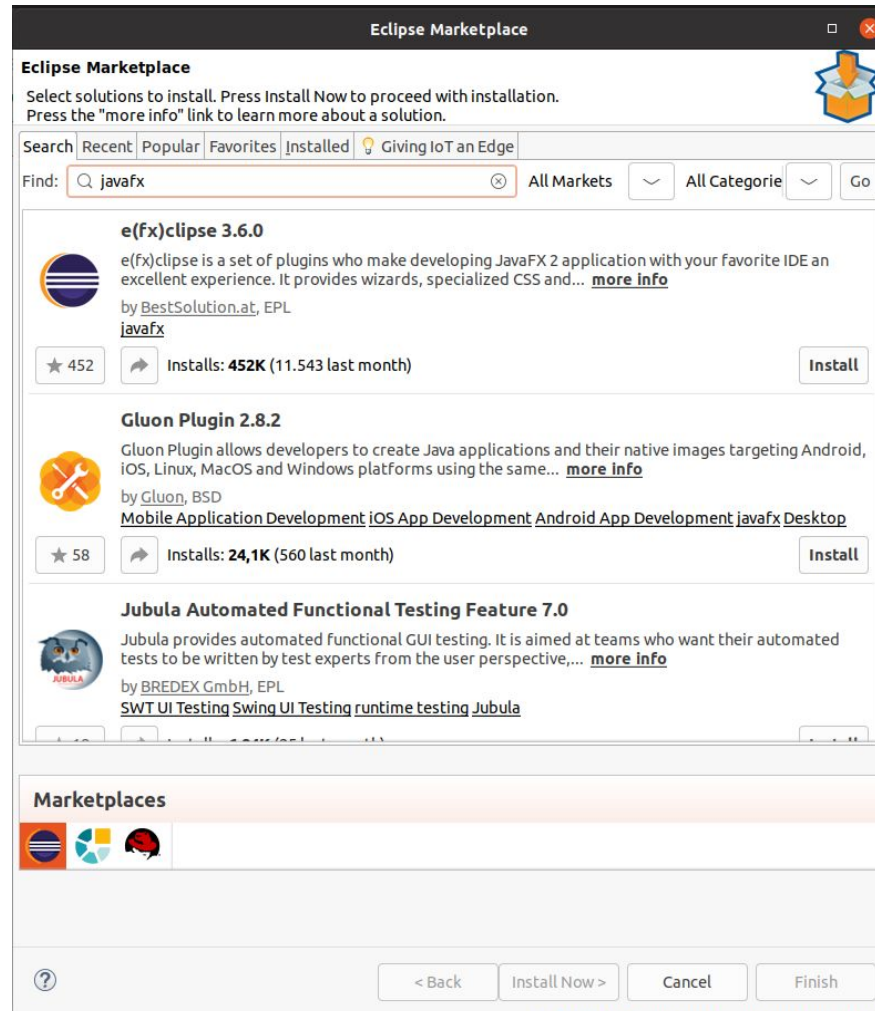 Eclipse Marketplace
Eclipse Marketplace
Select solutions to install. Press Install Now to proceed with installation.
Press the "more info" link to learn more about a solution.
Search Recent Popular Favorites Installed Giving IoT an Edge
Find: javafx All Markets All Categorie Go
e(fx)clipse 3.6.0
e(fx)clipse is a set of plugins who make developing JavaFX 2 application with your favorite IDE an
excellent experience. It provides wizards, specialized CSS and... more info
by BestSolution.at, EPL
javafx
452 Installs: 452K (11.543 last month) Install
Gluon Plugin 2.8.2
Gluon Plugin allows developers to create Java applications and their native images targeting Android,
iOS, Linux, MacOS and Windows platforms using the same... more info
by Gluon, BSD
Mobile Application Development iOS App Development Android App Development javafx Desktop
58 Installs: 24,1K (560 last month) Install
Jubula Automated Functional Testing Feature 7.0
Jubula provides automated functional GUI testing. It is aimed at teams who want their automated
tests to be written by test experts from the user perspective,... more info
JUBULA
by BREDEX GmbH, EPL
SWT UI Testing Swing UI Testing runtime testing Jubula
Marketplaces
? < Back Install Now > Cancel Finish